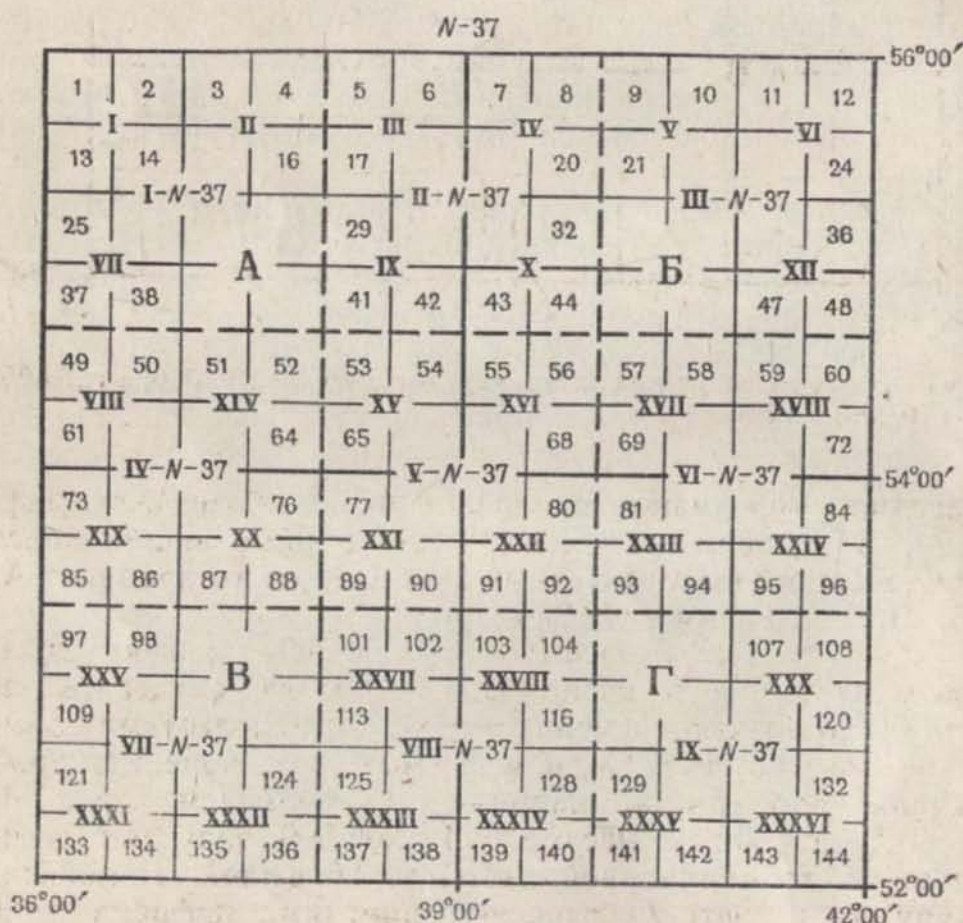 N-37
56°00′
1 2 3 4 5 6 7 8 9 10 11 12
I II III IV V VI
13 14 16 17 20 21 24
I-N-37 II-N-37 III-N-37
25 29 32 36
VII А IX X Б XII
37 38 41 42 43 44 47 48
49 50 51 52 53 54 55 56 57 58 59 60
VIII XIV XV XVI XVII XVIII
61 64 65 68 69 72
IV-N-37 V-N-37 VI-N-37 54°00′
73 76 77 80 81 84
XIX XX XXI XXII XXIII XXIV
85 86 87 88 89 90 91 92 93 94 95 96
97 98 101 102 103 104 107 108
XXV В XXVII XXVIII Г XXX
109 113 116 120
VII-N-37 VIII-N-37 IX-N-37
121 124 125 128 129 132
XXXI XXXII XXXIII XXXIV XXXV XXXVI
133 134 135 136 137 138 139 140 141 142 143 144
52°00′
36°00′ 39°00′ 42°00′